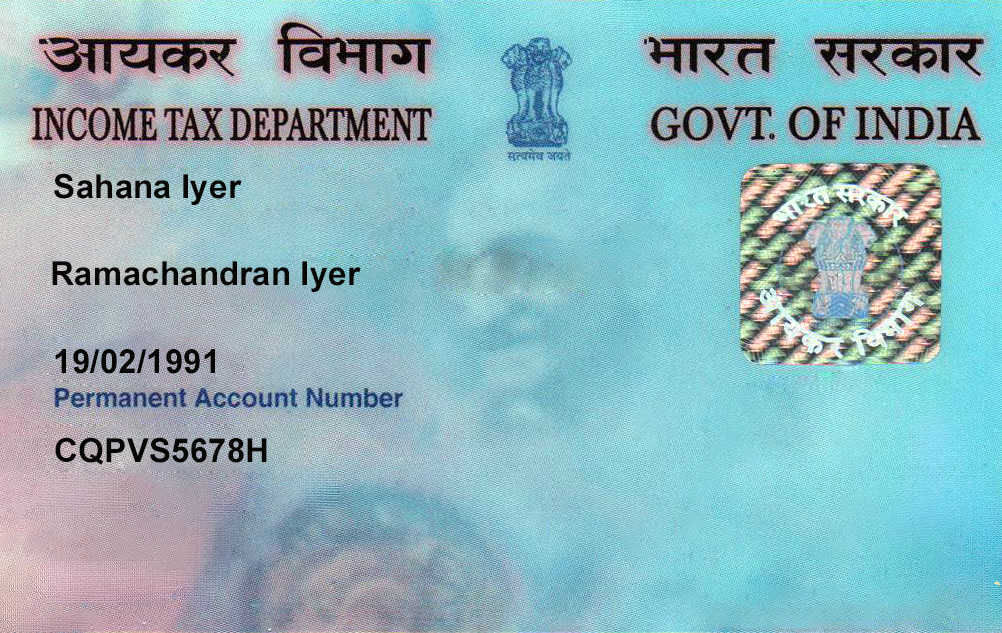 आयकर विभाग
भारत सरकार
INCOME TAX DEPARTMENT
GOVT. OF INDIA
सत्यमेव जयते
Sahana Iyer
भारत सरकार
आयकर विभाग
Ramachandran Iyer
19/02/1991
Permanent Account Number
CQPVS5678H